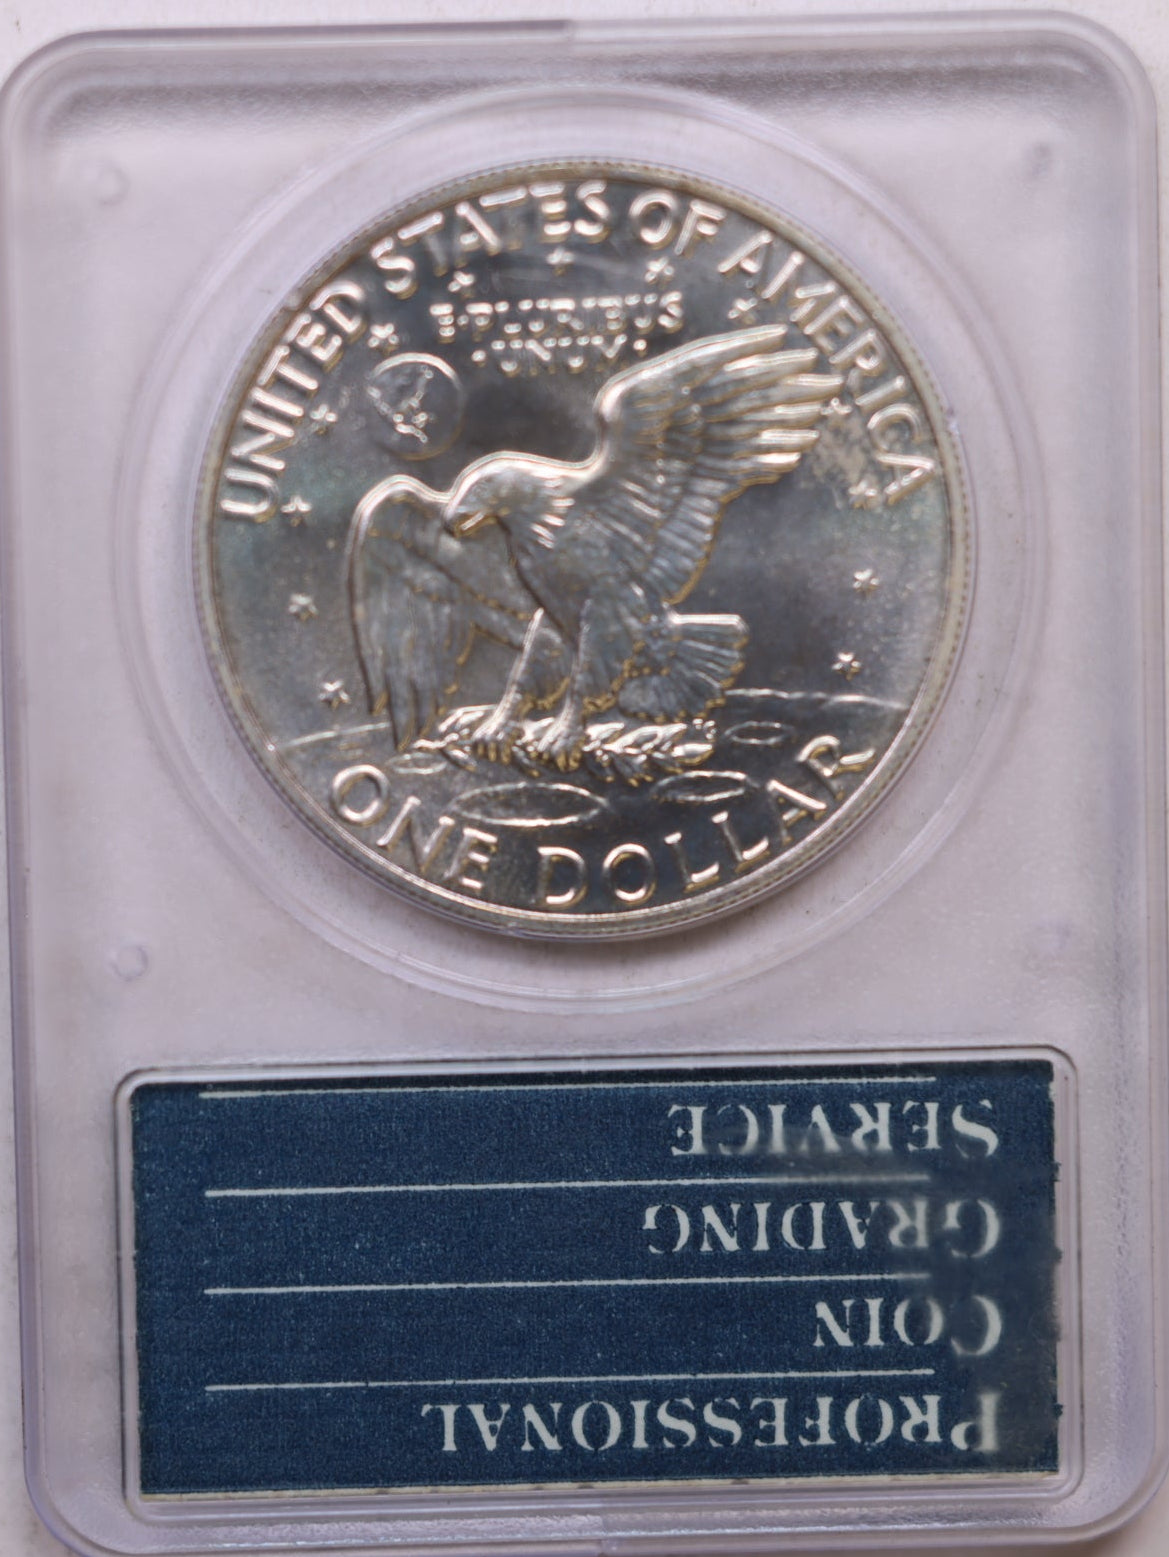 UNITED STATES OF AMERICA
E·PLURIBUS
·UNUM·
ONE DOLLAR
PROFESSIONAL
COIN
GRADING
SERVICE